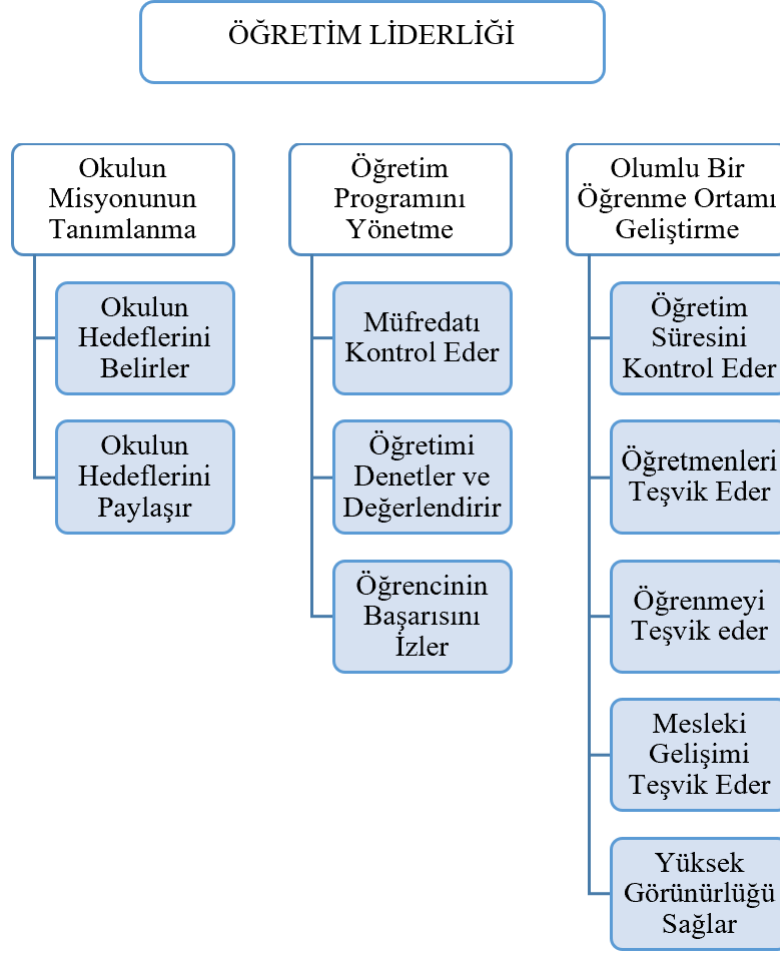 ÖĞRETİM LİDERLİĞİ
Okulun
Misyonunun
Tanımlanma
Okulun
Hedeflerini
Belirler
Okulun
Hedeflerini
Paylaşır
Öğretim
Programını
Yönetme
Müfredatı
Kontrol Eder
Öğretimi
Denetler ve
Değerlendirir
Öğrencinin
Başarısını
İzler
Olumlu Bir
Öğrenme Ortamı
Geliştirme
Öğretim
Süresini
Kontrol Eder
Öğretmenleri
Teşvik Eder
Öğrenmeyi
Teşvik eder
Mesleki
Gelişimi
Teşvik Eder
Yüksek
Görünürlüğü
Sağlar